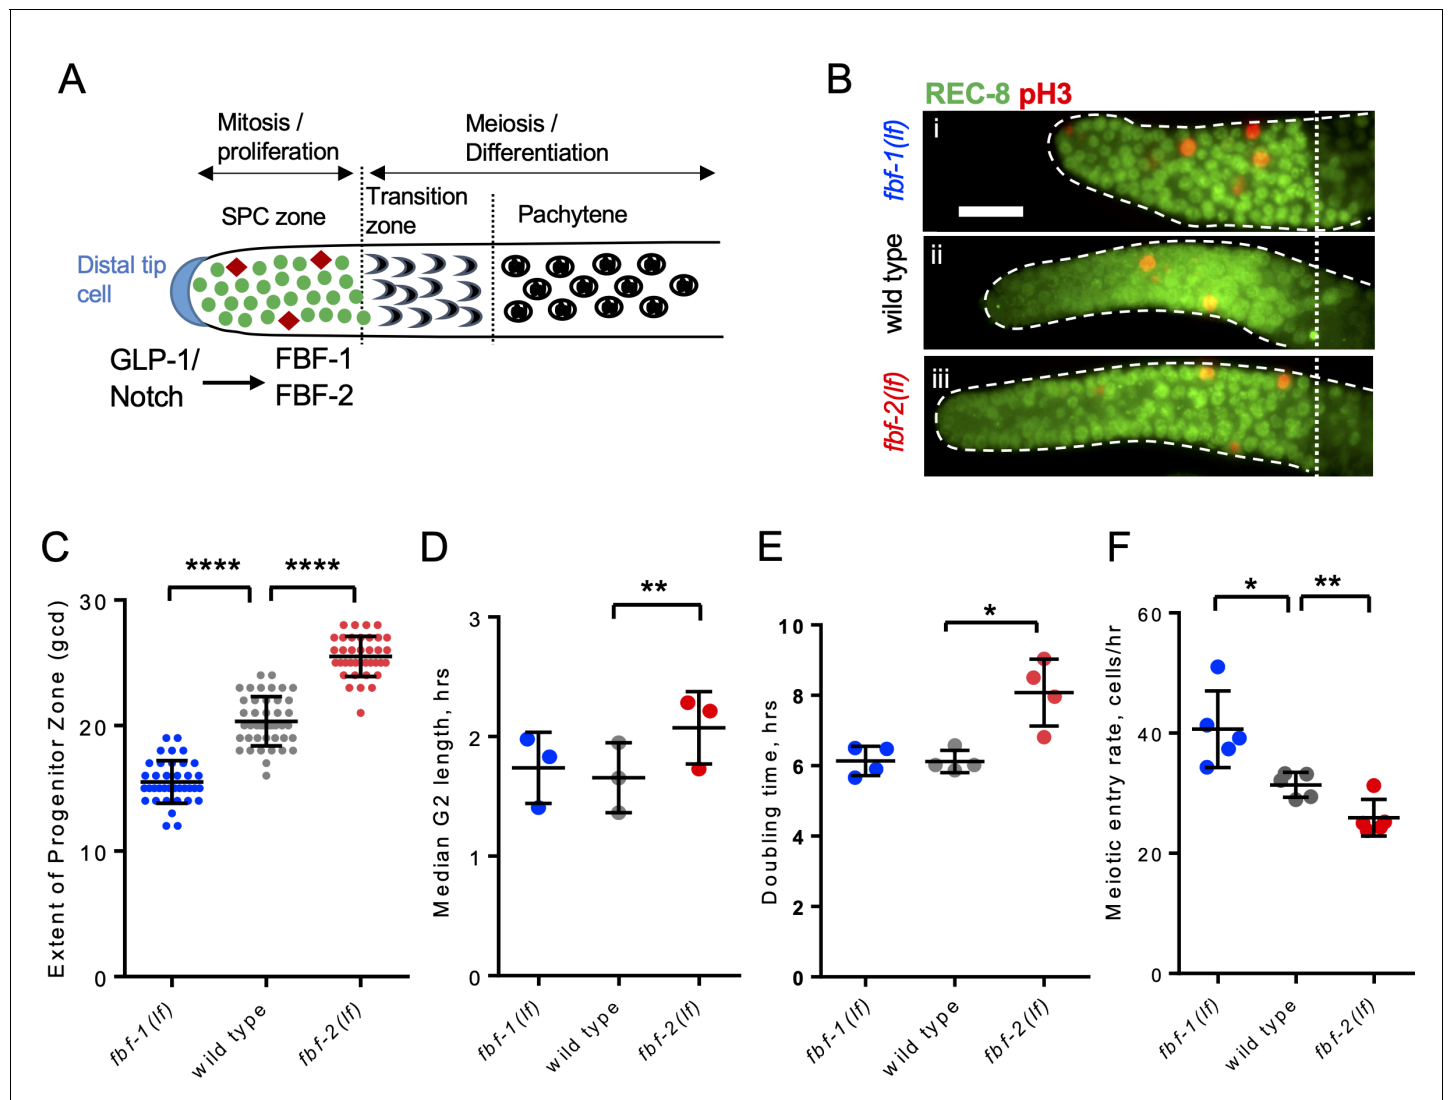 A
Mitosis /
proliferation
Meiosis /
Differentiation
SPC zone
Transition
zone
Pachytene
Distal tip
cell
GLP-1/
Notch
FBF-1
FBF-2
B
REC-8 pH3
fbf-1(lf)
i
wild type
ii
fbf-2(lf)
iii
C
Extent of Progenitor Zone (gcd)
**** ****
30
20
10
0
fbf-1(lf)
wild type
fbf-2(lf)
D
Median G2 length, hrs
**
3
2
1
0
fbf-1(lf)
wild type
fbf-2(lf)
E
Doubling time, hrs
*
10
8
6
4
2
0
fbf-1(lf)
wild type
fbf-2(lf)
F
Meiotic entry rate, cells/hr
* **
60
40
20
0
fbf-1(lf)
wild type
fbf-2(lf)